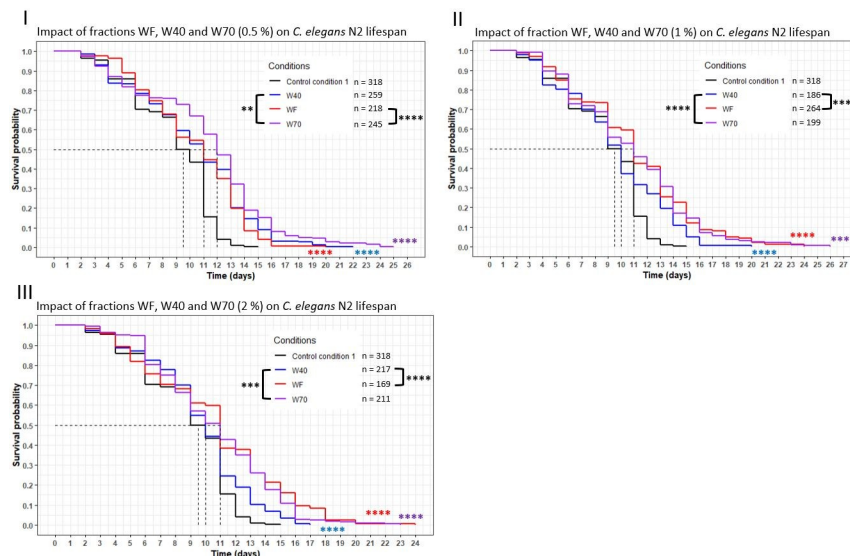 I
Impact of fractions WF, W40 and W70 (0.5 %) on C. elegans N2 lifespan
Survival probability
1.0
0.9
0.8
0.7
0.6
0.5
0.4
0.3
0.2
0.1
0.0
Conditions
Control condition 1 n = 318
W40 n = 259
WF n = 218
W70 n = 245
**
****
****
****
****
0 1 2 3 4 5 6 7 8 9 10 11 12 13 14 15 16 17 18 19 20 21 22 23 24 25 26
Time (days)
II
Impact of fraction WF, W40 and W70 (1 %) on C. elegans N2 lifespan
Survival probability
1.0
0.9
0.8
0.7
0.6
0.5
0.4
0.3
0.2
0.1
0.0
Conditions
Control condition 1 n = 318
W40 n = 186
WF n = 264
W70 n = 199
****
***
****
****
***
0 1 2 3 4 5 6 7 8 9 10 11 12 13 14 15 16 17 18 19 20 21 22 23 24 25 26 27
Time (days)
III
Impact of fractions WF, W40 and W70 (2 %) on C. elegans N2 lifespan
Survival probability
1.0
0.9
0.8
0.7
0.6
0.5
0.4
0.3
0.2
0.1
0.0
Conditions
Control condition 1 n = 318
W40 n = 217
WF n = 169
W70 n = 211
***
****
****
****
****
0 1 2 3 4 5 6 7 8 9 10 11 12 13 14 15 16 17 18 19 20 21 22 23 24
Time (days)